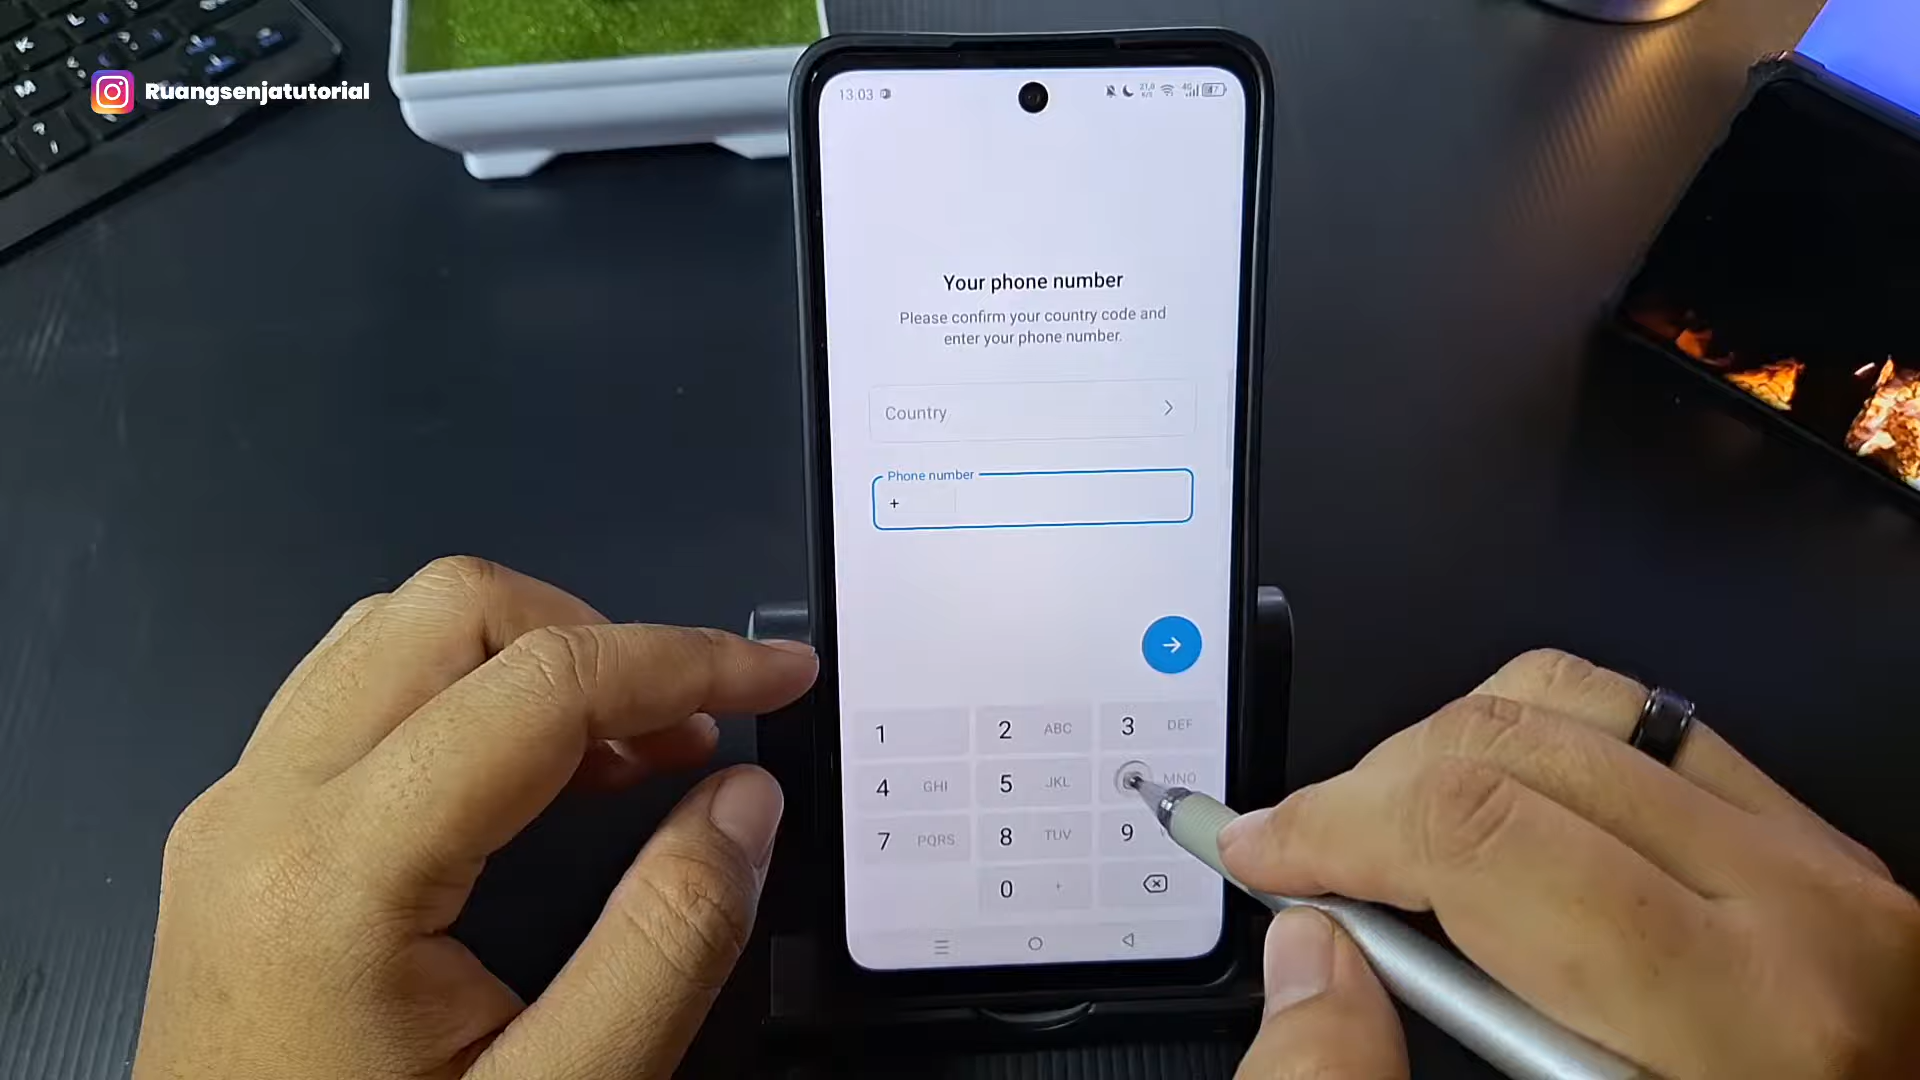 Ruangsenjatutorial
13.03
Your phone number
Please confirm your country code and
enter your phone number.
Country
Phone number
+
1
2 ABC
3 DEF
4 GHI
5 JKL
MNO
7 PQRS
8 TUV
9
0 +